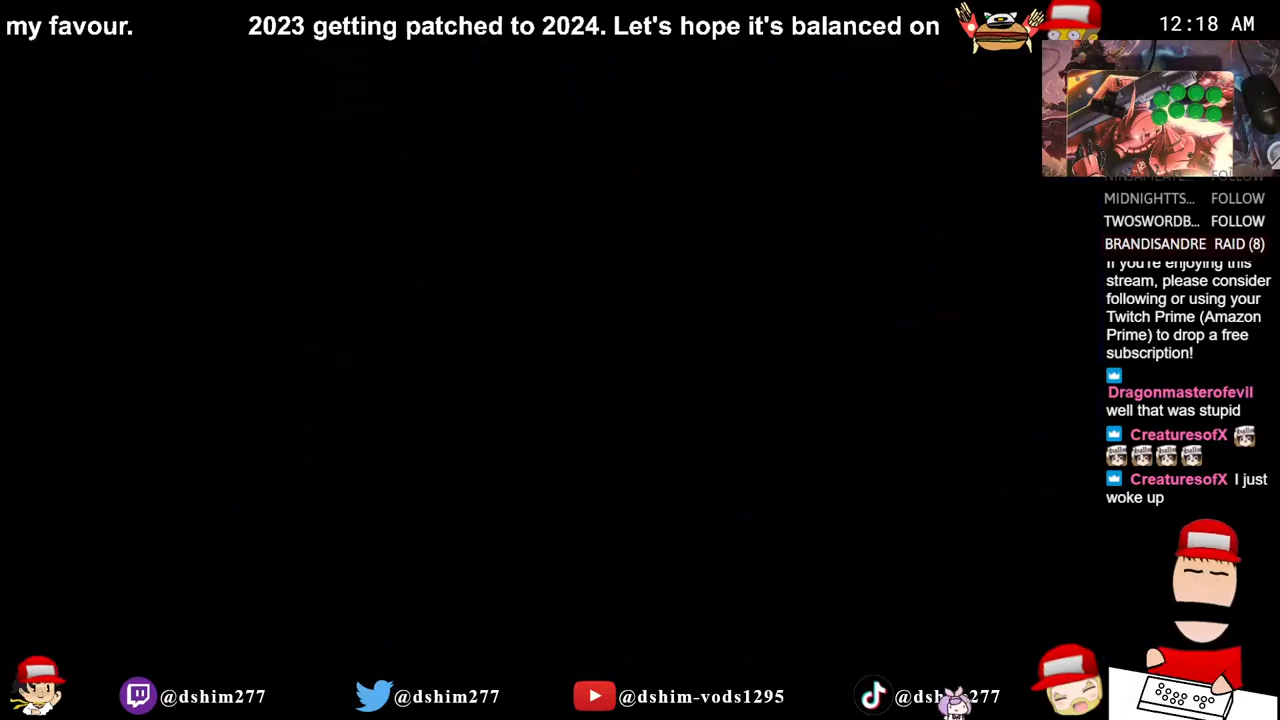 my favour. 2023 getting patched to 2024. Let's hope it's balanced on
12:18 AM
FOLLOW
MIDNIGHTTS... FOLLOW
TWOSWORDB... FOLLOW
BRANDISANDRE RAID (8)
If you're enjoying this
stream, please consider
following or using your
Twitch Prime (Amazon
Prime) to drop a free
subscription!
Dragonmasterofevil
well that was stupid
CreaturesofX
CreaturesofX I just
woke up
@dshim277
@dshim277
@dshim-vods1295